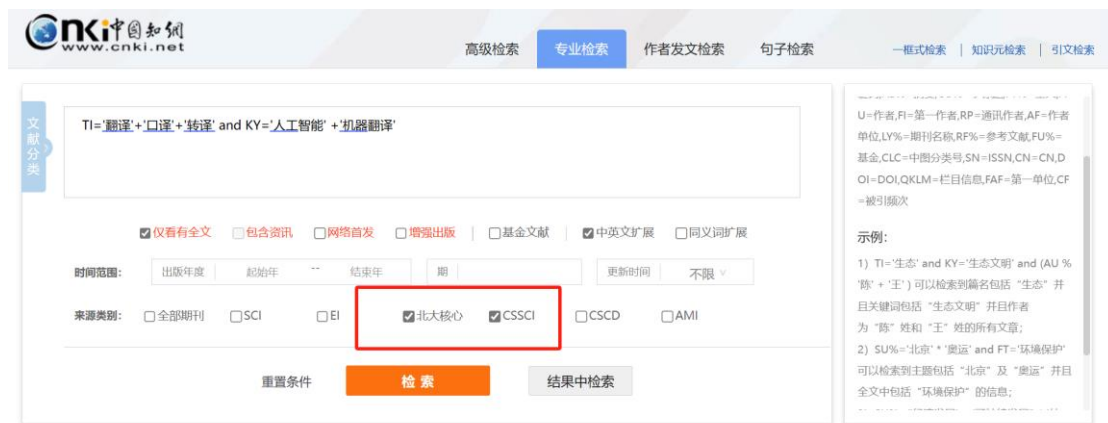 cnki中国知网
www.cnki.net
高级检索 专业检索 作者发文检索 句子检索 一框式检索 | 知识元检索 | 引文检索
文献分类
TI='翻译'+'口译'+'转译' and KY='人工智能' +'机器翻译'
仅看有全文 包含资讯 网络首发 增强出版 | 基金文献 | 中英文扩展 同义词扩展
时间范围: 出版年度 起始年 -- 结束年 期 更新时间 不限
来源类别: 全部期刊 SCI EI 北大核心 CSSCI CSCD AMI
重置条件 检索 结果中检索
U=作者,FI=第一作者,RP=通讯作者,AF=作者
单位,LY%=期刊名称,RF%=参考文献,FU%=
基金,CLC=中图分类号,SN=ISSN,CN=CN,D
OI=DOI,QKLM=栏目信息,FAF=第一单位,CF
=被引频次
示例:
1) TI='生态' and KY='生态文明' and (AU %
'陈' + '王' ) 可以检索到篇名包括 "生态" 并
且关键词包括 "生态文明" 并且作者
为 "陈" 姓和 "王" 姓的所有文章;
2) SU%='北京' * '奥运' and FT='环境保护'
可以检索到主题包括 "北京" 及 "奥运" 并且
全文中包括 "环境保护" 的信息;